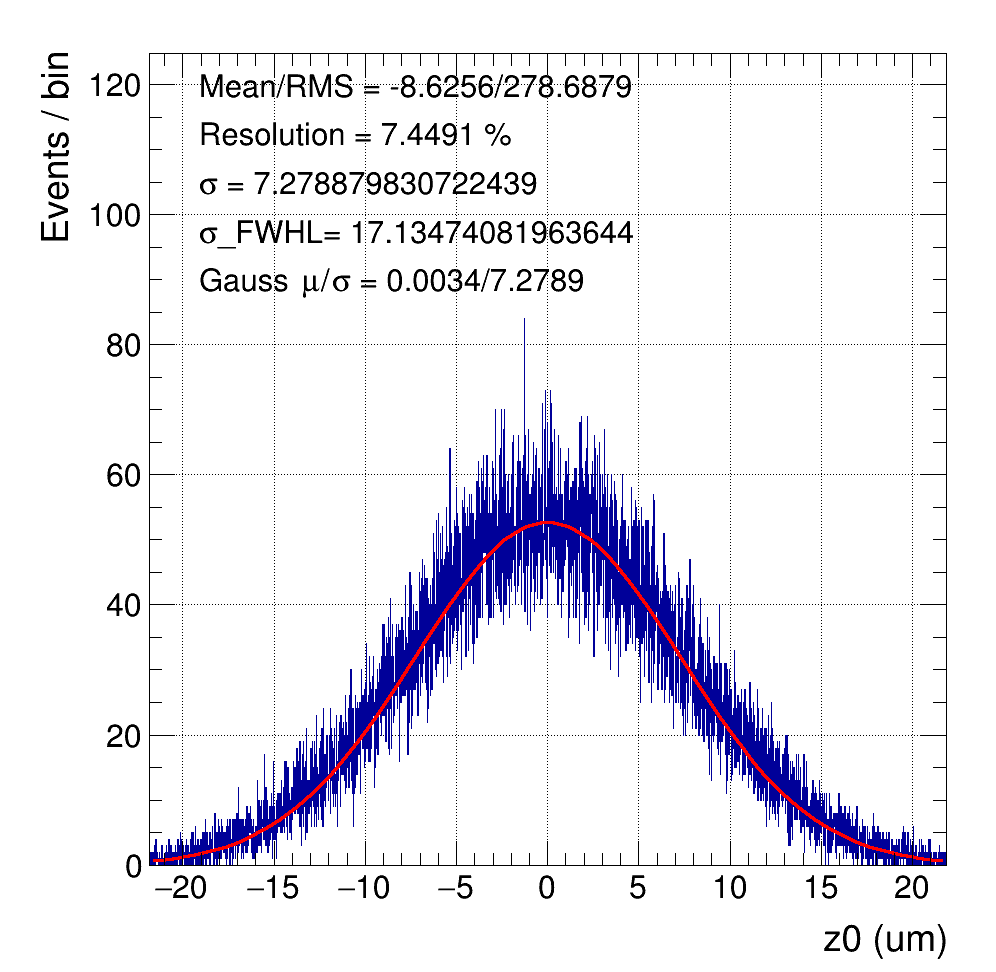 Events / bin
Mean/RMS = -8.6256/278.6879
Resolution = 7.4491 %
σ = 7.278879830722439
σ_FWHL= 17.13474081963644
Gauss μ/σ = 0.0034/7.2789
120
100
80
60
40
20
0
−20 −15 −10 −5 0 5 10 15 20
z0 (um)